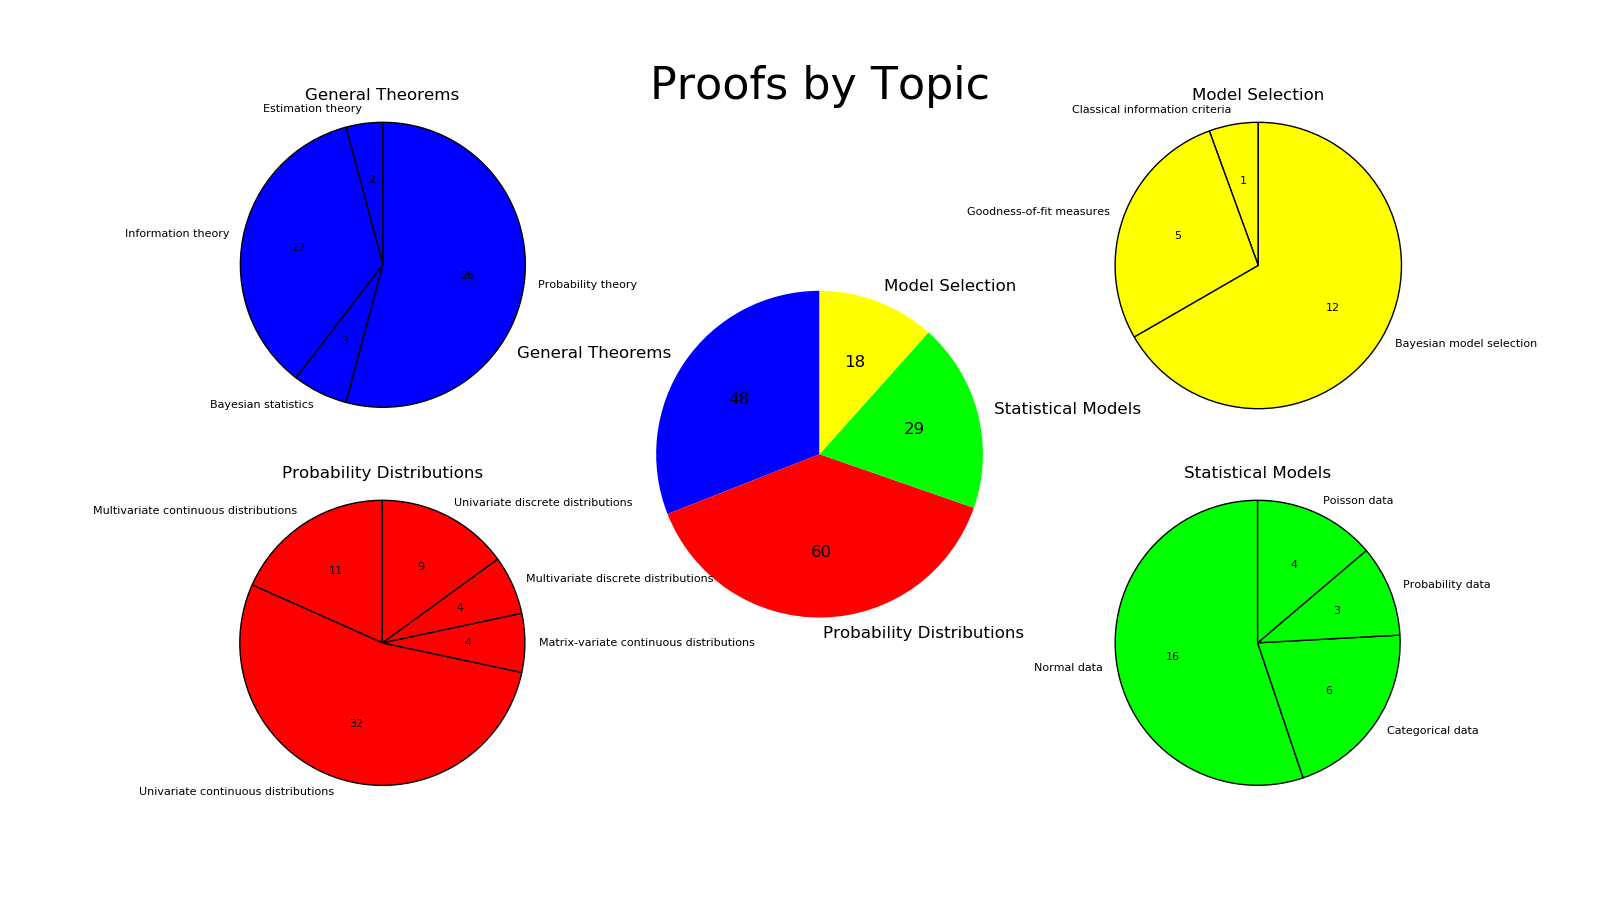 Proofs by Topic
General Theorems
Estimation theory
2
Information theory
17
26
Probability theory
3
Bayesian statistics
Model Selection
Classical information criteria
1
Goodness-of-fit measures
5
12
Bayesian model selection
Model Selection
General Theorems
18
48
Statistical Models
29
60
Probability Distributions
Probability Distributions
Univariate discrete distributions
Multivariate continuous distributions
11
9
Multivariate discrete distributions
4
4
Matrix-variate continuous distributions
32
Univariate continuous distributions
Statistical Models
Poisson data
4
Probability data
3
Normal data
16
6
Categorical data